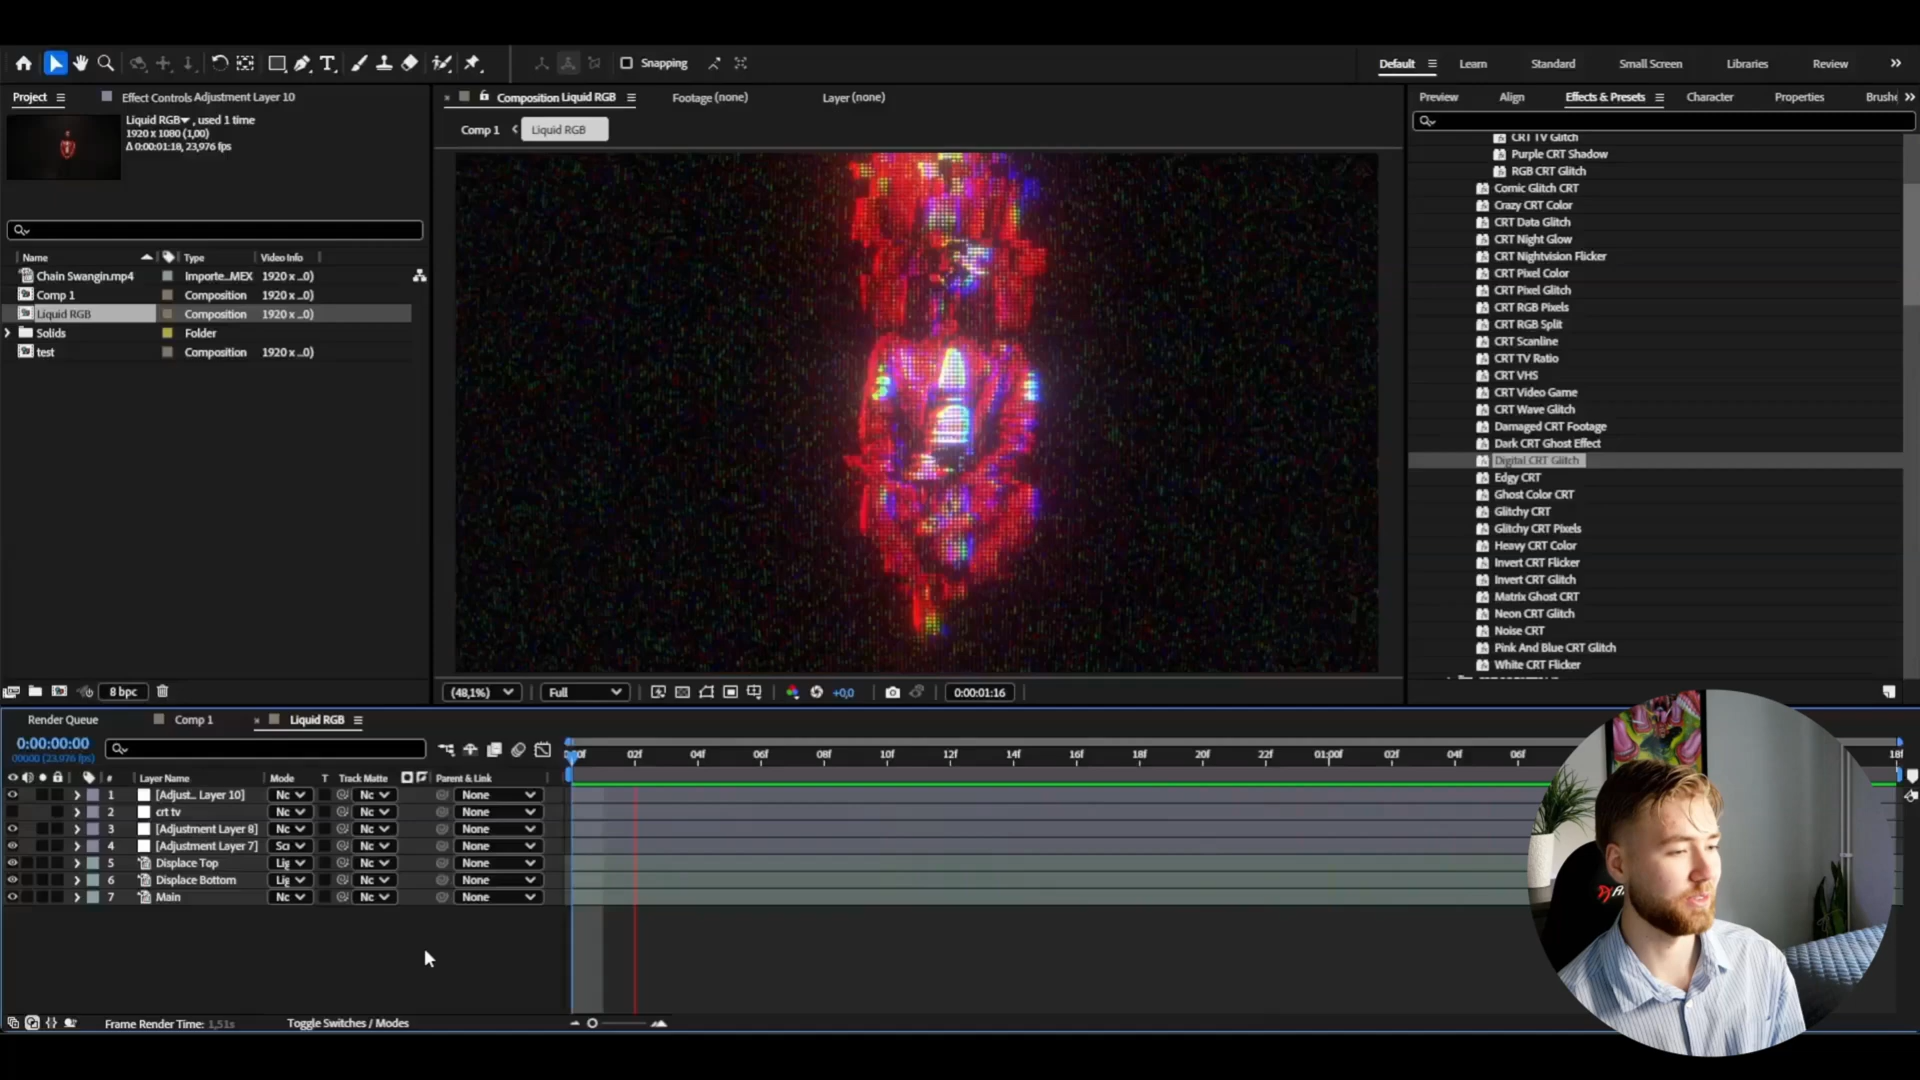 Snapping
Default
Learn
Standard
Small Screen
Libraries
Review
Project
Effect Controls Adjustment Layer 10
Composition Liquid RGB
Footage (none)
Layer (none)
Preview
Align
Effects & Presets
Character
Properties
Brushe
Liquid RGB , used 1 time
1920 x 1080 (1,00)
Δ 0:00:01:18, 23,976 fps
Comp 1
Liquid RGB
CRT TV Glitch
Purple CRT Shadow
RGB CRT Glitch
Comic Glitch CRT
Crazy CRT Color
CRT Data Glitch
CRT Night Glow
CRT Nightvision Flicker
CRT Pixel Color
CRT Pixel Glitch
CRT RGB Pixels
CRT RGB Split
CRT Scanline
CRT TV Ratio
CRT VHS
CRT Video Game
CRT Wave Glitch
Damaged CRT Footage
Dark CRT Ghost Effect
Digital CRT Glitch
Edgy CRT
Ghost Color CRT
Glitchy CRT
Glitchy CRT Pixels
Heavy CRT Color
Invert CRT Flicker
Invert CRT Glitch
Matrix Ghost CRT
Neon CRT Glitch
Noise CRT
Pink And Blue CRT Glitch
White CRT Flicker
Name Type Video Info
Chain Swangin.mp4 Importe...MEX 1920 x ...0)
Comp 1 Composition 1920 x ...0)
Liquid RGB Composition 1920 x ...0)
Solids Folder
test Composition 1920 x ...0)
8 bpc
(48,1%)
Full
+0,0
0:00:01:16
Render Queue
Comp 1
Liquid RGB
0:00:00:00
00000 (23.976 fps)
:00f 02f 04f 06f 08f 10f 12f 14f 16f 18f 20f 22f 01:00f 02f 04f 06f 18f
# Layer Name Mode T Track Matte Parent & Link
1 [Adjust... Layer 10] Nc Nc None
2 crt tv Nc Nc None
3 [Adjustment Layer 8] Nc Nc None
4 [Adjustment Layer 7] Sc Nc None
5 Displace Top Lig Nc None
6 Displace Bottom Lig Nc None
7 Main Nc Nc None
Frame Render Time: 1,51s
Toggle Switches / Modes